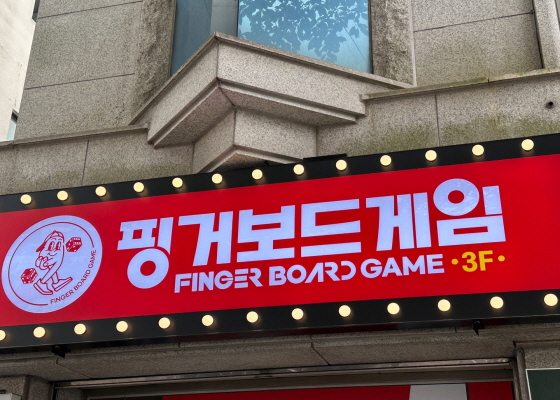 핑거보드게임
FINGER BOARD GAME
·3F·
FINGER BOARD GAME